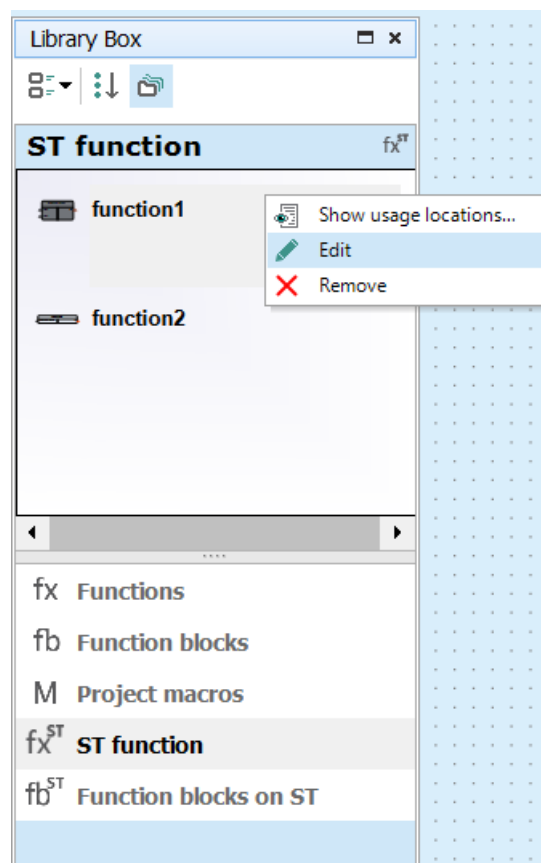 Library Box
ST function fxST
function1
Show usage locations...
Edit
Remove
function2
fx Functions
fb Function blocks
M Project macros
fxST ST function
fbST Function blocks on ST